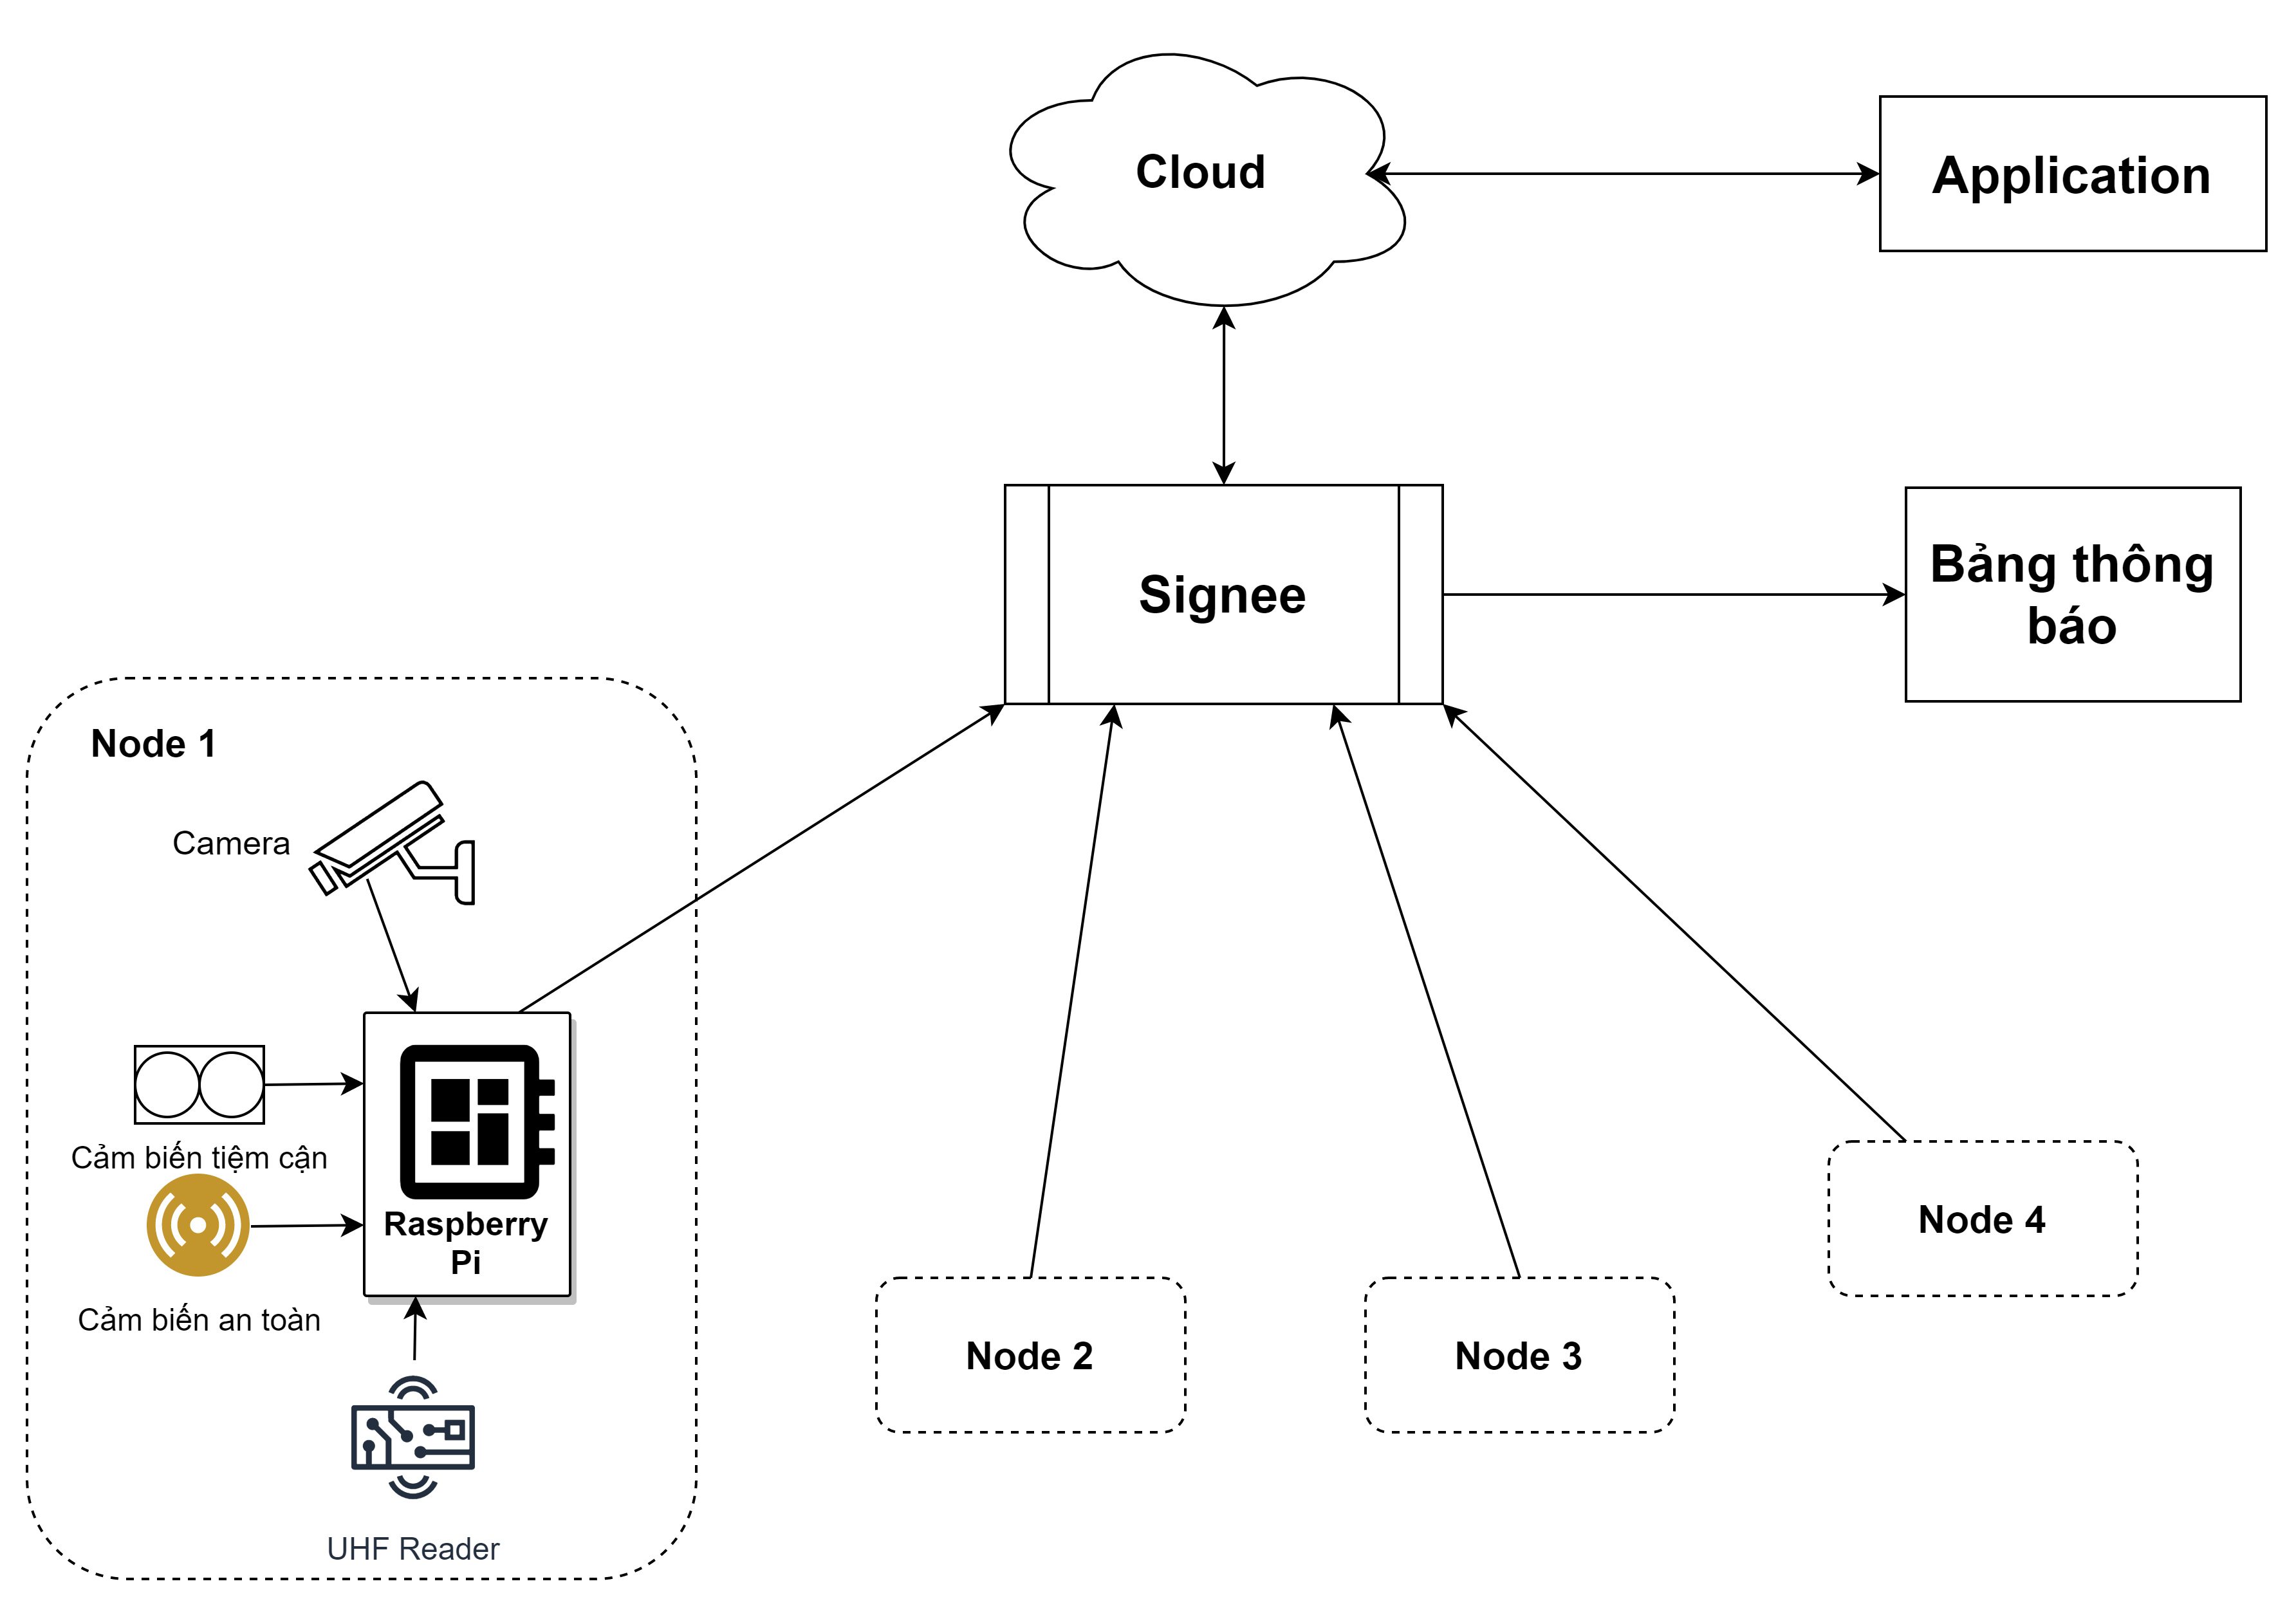 Cloud
Application
Signee
Bảng thông
báo
Node 1
Camera
Cảm biến tiệm cận
Raspberry
Pi
Cảm biến an toàn
UHF Reader
Node 2
Node 3
Node 4